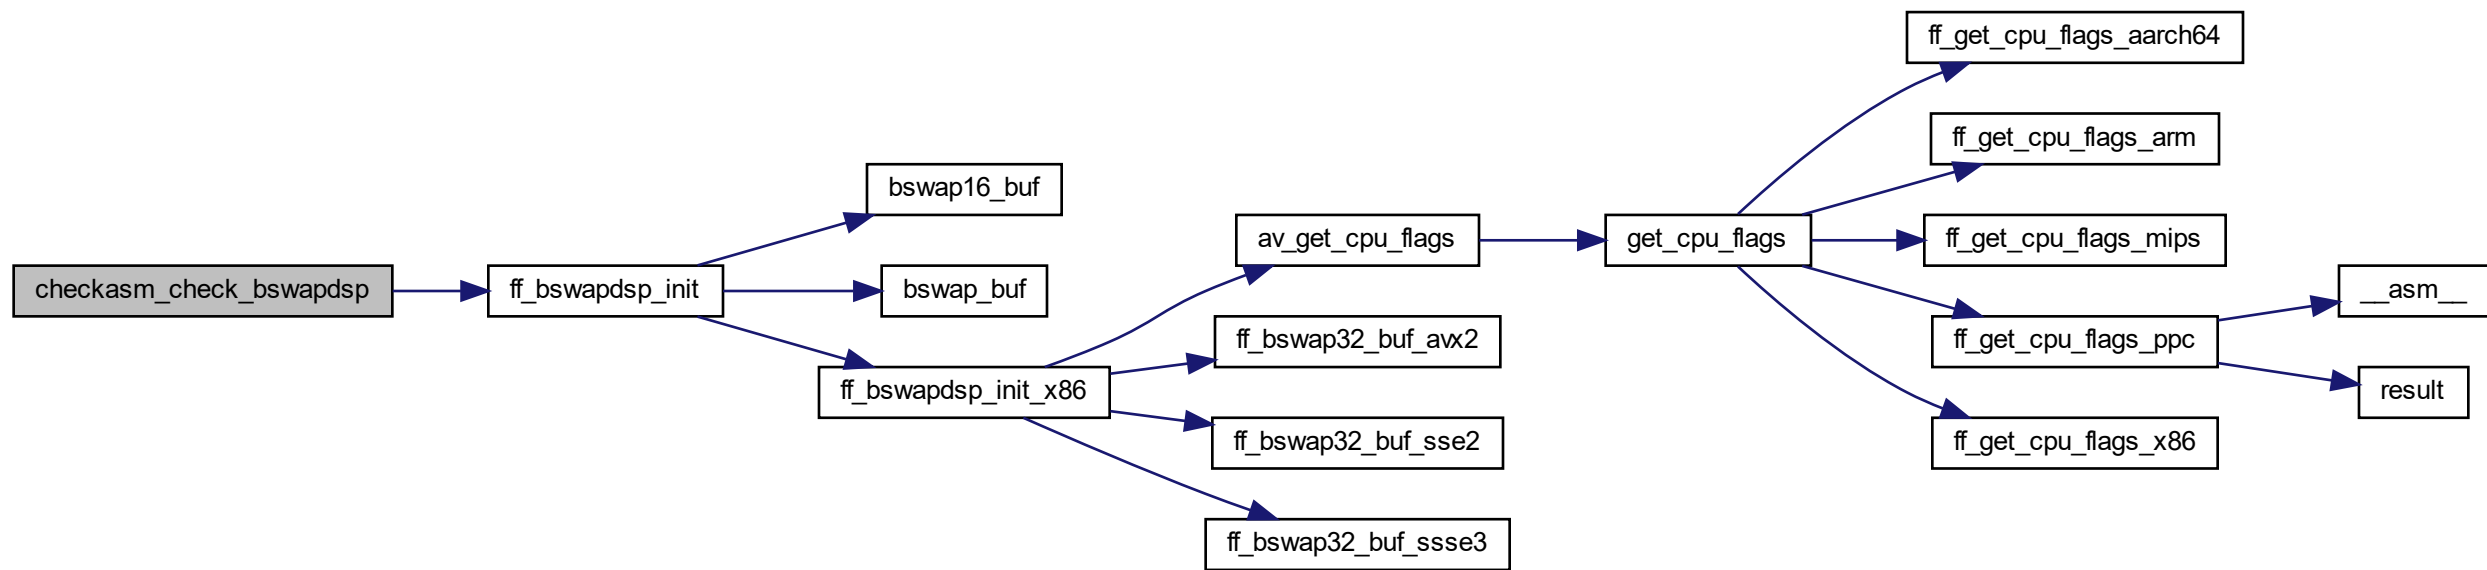 checkasm_check_bswapdsp
ff_bswapdsp_init
bswap16_buf
bswap_buf
ff_bswapdsp_init_x86
av_get_cpu_flags
ff_bswap32_buf_avx2
ff_bswap32_buf_sse2
ff_bswap32_buf_ssse3
get_cpu_flags
ff_get_cpu_flags_aarch64
ff_get_cpu_flags_arm
ff_get_cpu_flags_mips
ff_get_cpu_flags_ppc
ff_get_cpu_flags_x86
__asm__
result